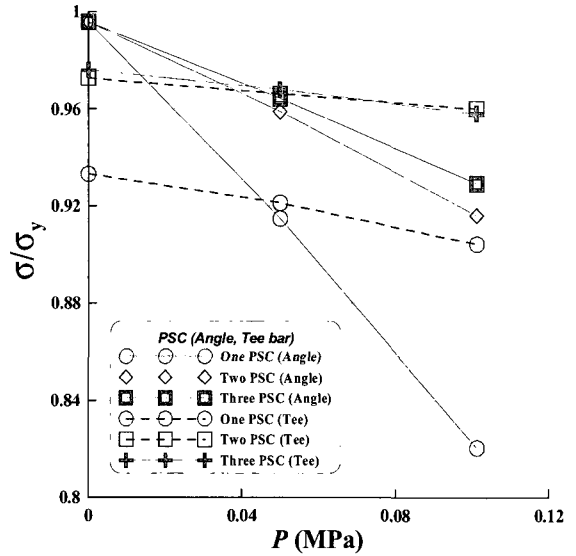 1
0.96
0.92
σ/σy
0.88
0.84
0.8
PSC (Angle, Tee bar)
One PSC (Angle)
Two PSC (Angle)
Three PSC (Angle)
One PSC (Tee)
Two PSC (Tee)
Three PSC (Tee)
0
0.04
0.08
0.12
P (MPa)